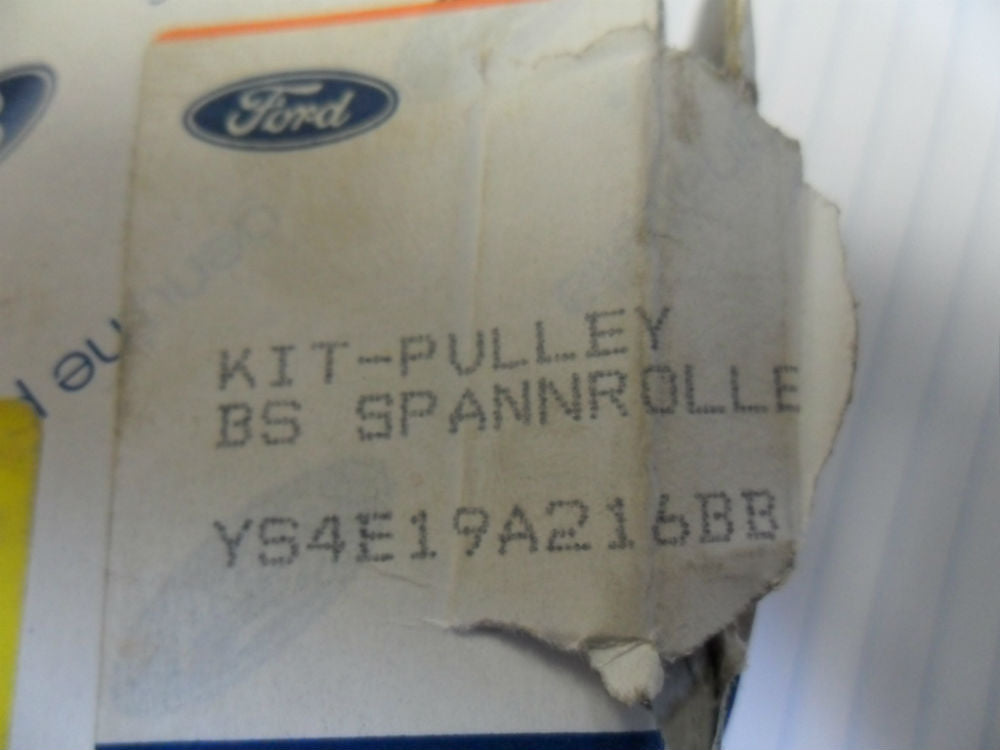 Ford
KIT-PULLEY
BS SPANNROLLE
YS4E19A216BB